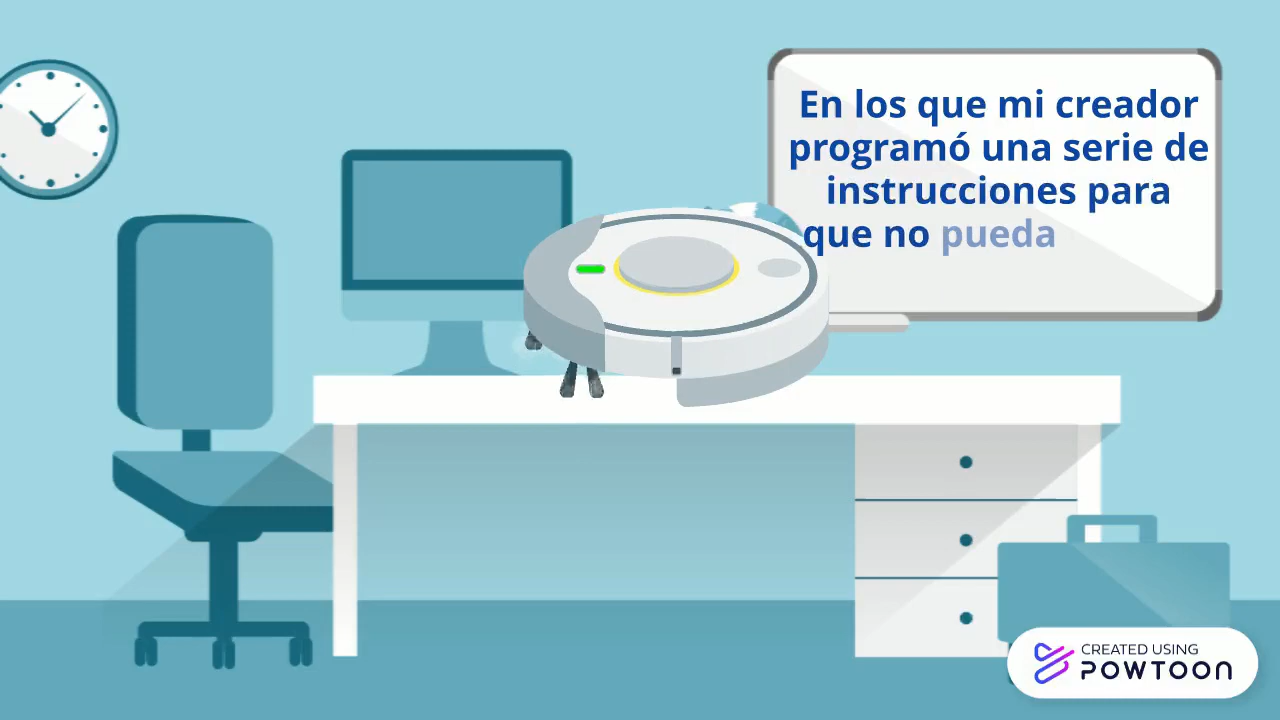 En los que mi creador
programó una serie de
instrucciones para
que no pueda
CREATED USING
POWTOON